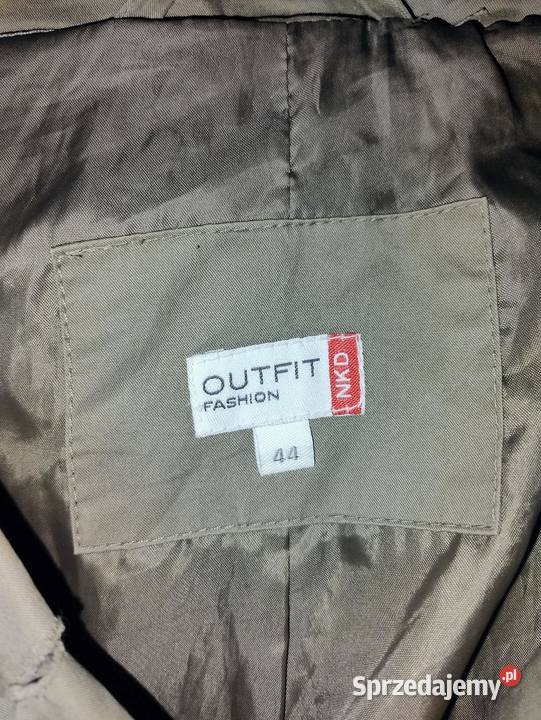 OUTFIT
FASHION
NKD
44
Sprzedajemy.pl